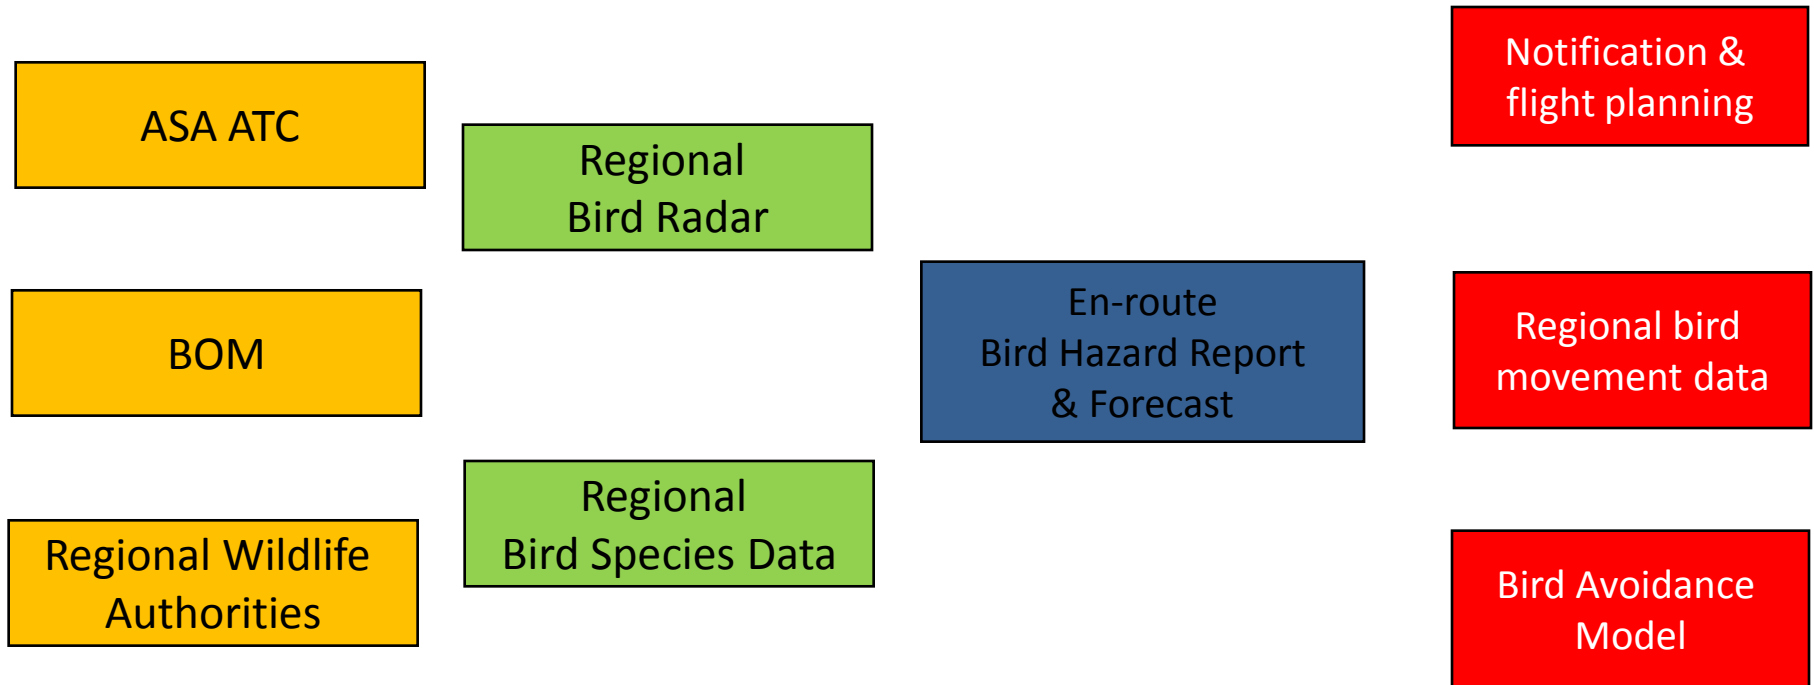 ASA ATC
BOM
Regional Wildlife
Authorities
Regional
Bird Radar
Regional
Bird Species Data
En-route
Bird Hazard Report
& Forecast
Notification &
flight planning
Regional bird
movement data
Bird Avoidance
Model